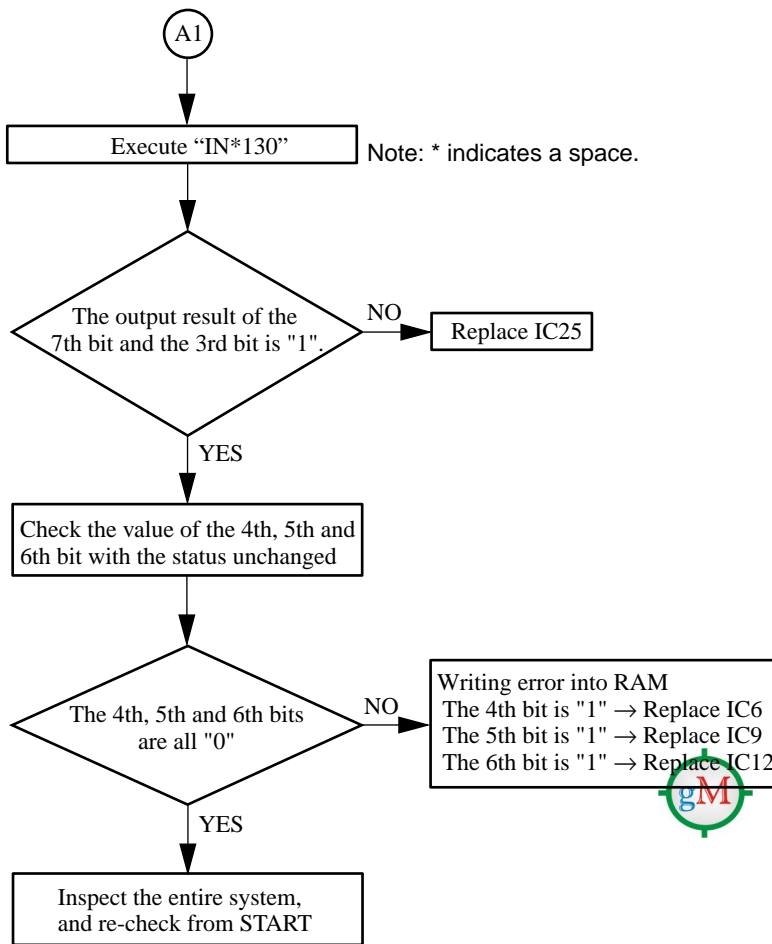 A1
Execute “IN*130”
Note: * indicates a space.
The output result of the
7th bit and the 3rd bit is "1".
NO
Replace IC25
YES
Check the value of the 4th, 5th and
6th bit with the status unchanged
The 4th, 5th and 6th bits
are all "0"
NO
Writing error into RAM
The 4th bit is "1" → Replace IC6
The 5th bit is "1" → Replace IC9
The 6th bit is "1" → Replace IC12
gM
YES
Inspect the entire system,
and re-check from START